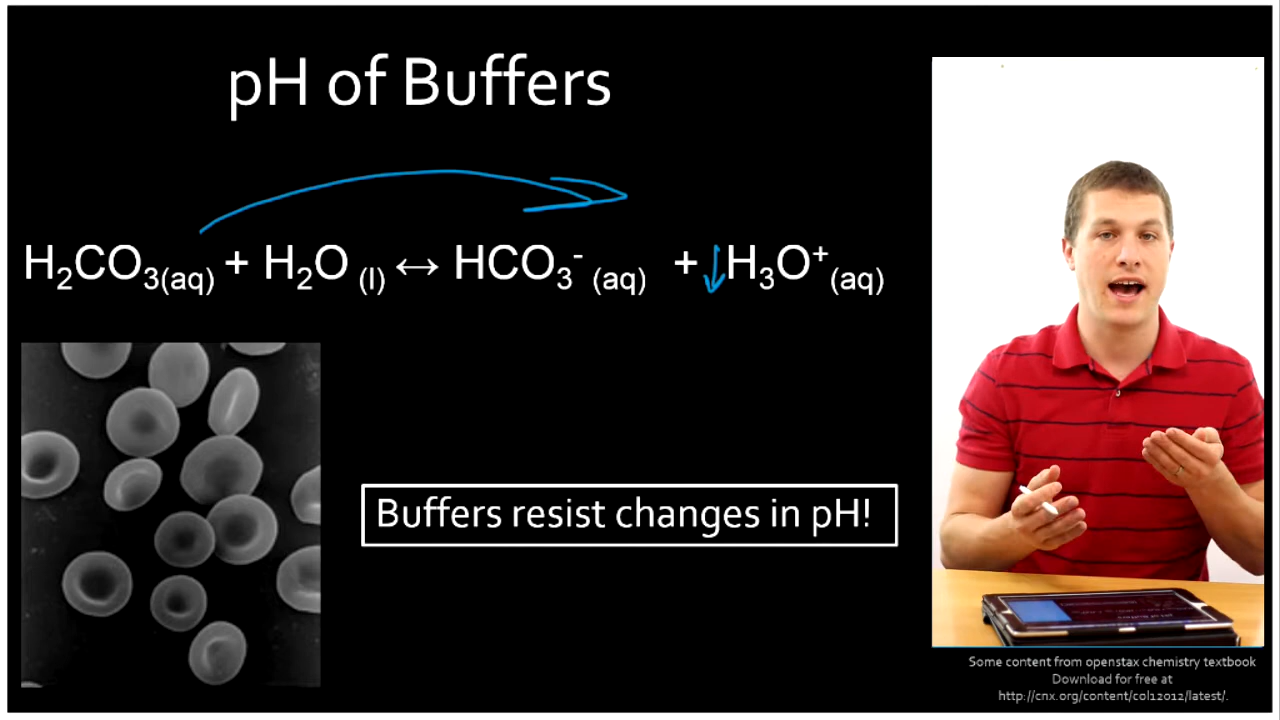 pH of Buffers
H₂CO₃(aq) + H₂O (l) ↔ HCO₃⁻ (aq) + H₃O⁺(aq)
Buffers resist changes in pH!
Some content from openstax chemistry textbook
Download for free at
http://cnx.org/content/col12012/latest/.